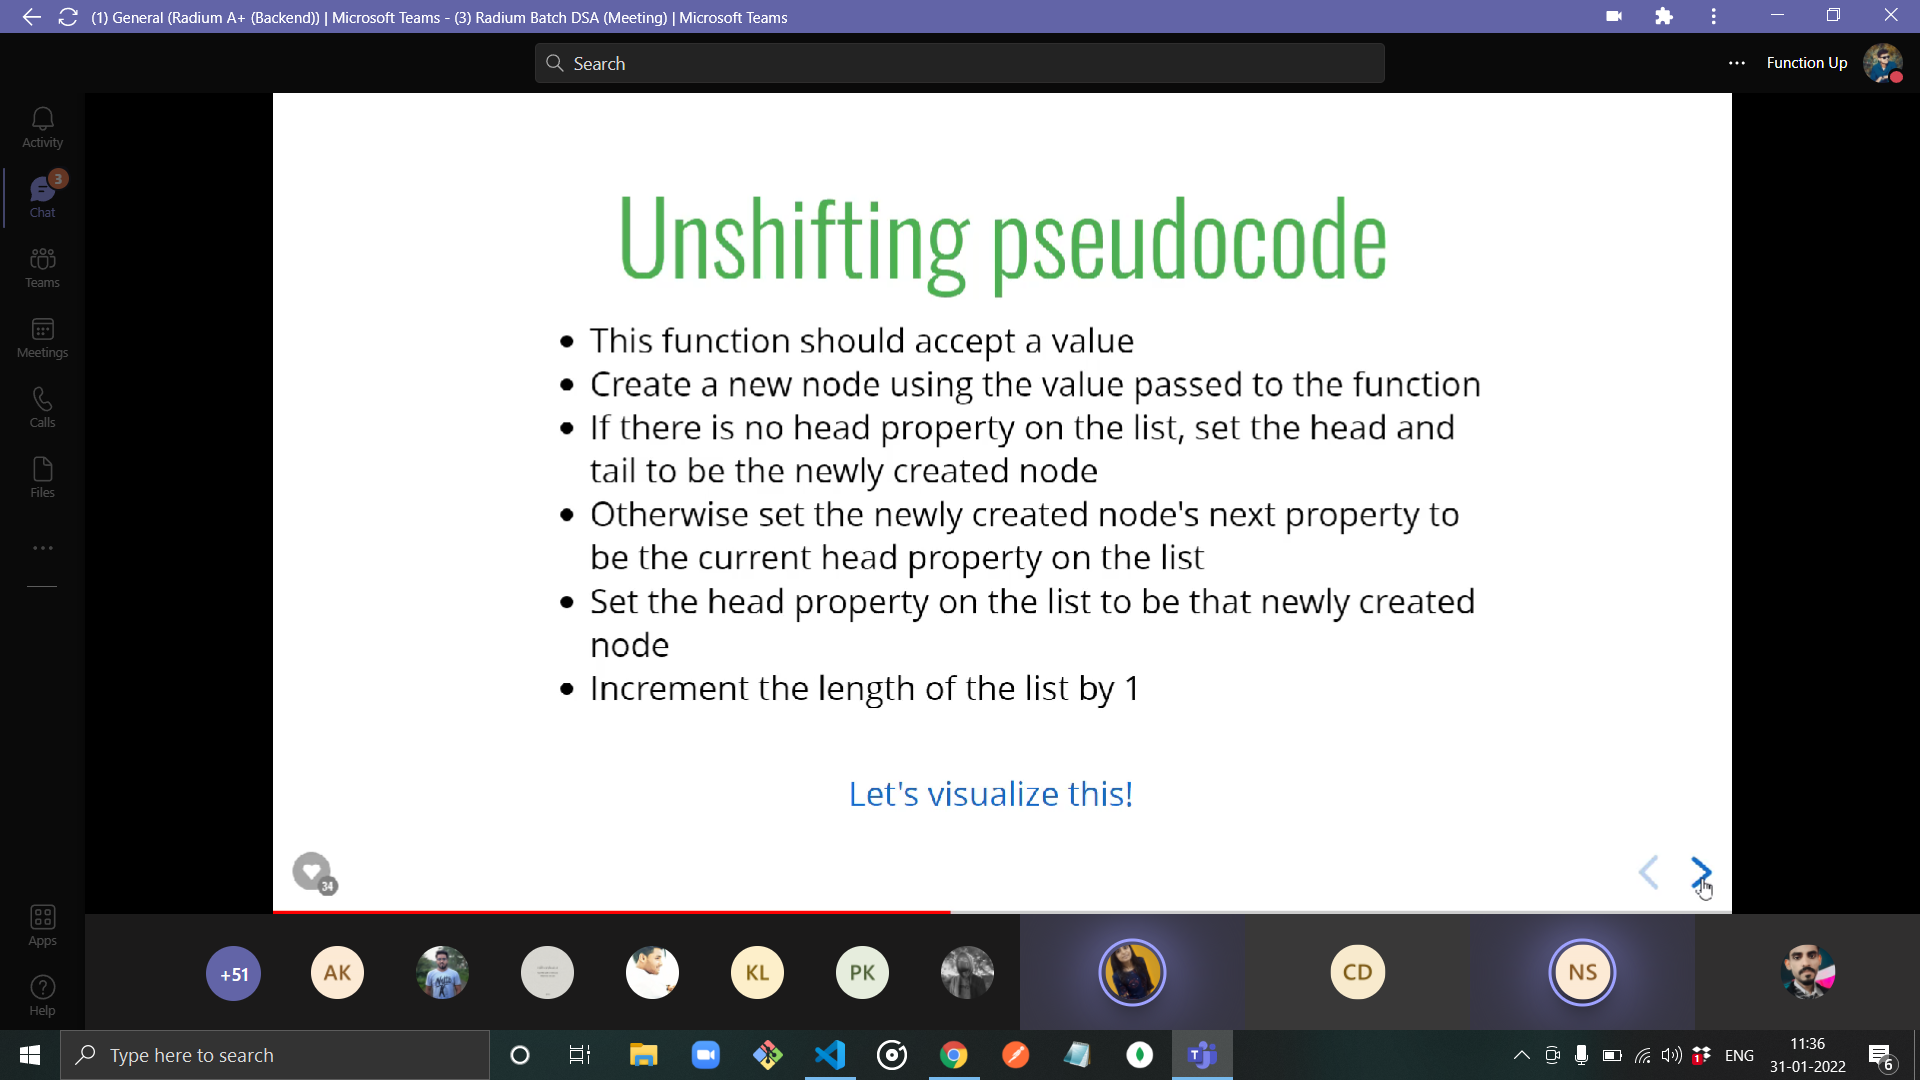 (1) General (Radium A+ (Backend)) | Microsoft Teams - (3) Radium Batch DSA (Meeting) | Microsoft Teams
Search
Function Up
Activity
3
Chat
Teams
Meetings
Calls
Files
Apps
Help
Unshifting pseudocode
• This function should accept a value
• Create a new node using the value passed to the function
• If there is no head property on the list, set the head and
tail to be the newly created node
• Otherwise set the newly created node's next property to
be the current head property on the list
• Set the head property on the list to be that newly created
node
• Increment the length of the list by 1
Let's visualize this!
34
+51
AK
KL
PK
CD
NS
Type here to search
1
ENG
11:36
31-01-2022
6